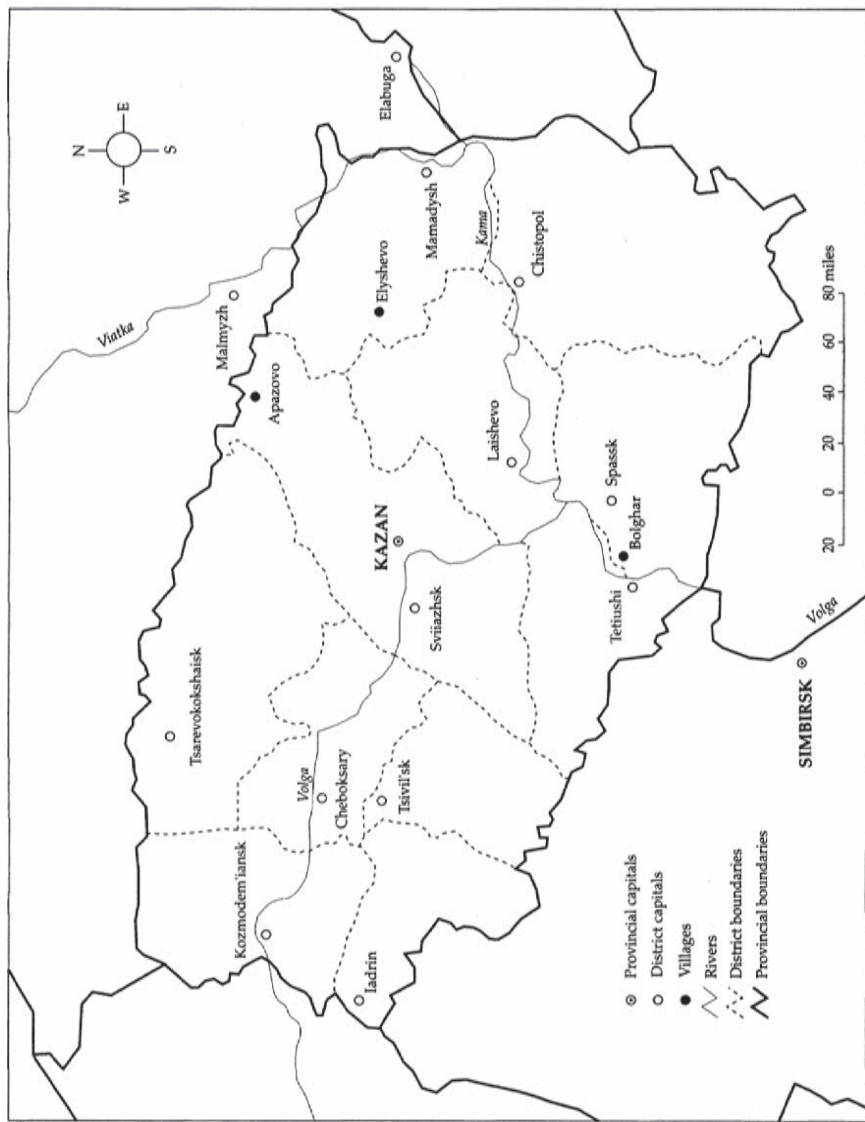 N
W
E
S
Viatka
Malmyzh
Elabuga
Apazovo
Elyshevo
Mamadysh
Kama
Chistopol
Tsarevokokshaisk
Kozmodem'iansk
Volga
Cheboksary
Tsivil'sk
Iadrin
KAZAN
Sviiazhsk
Laishevo
Spassk
Bolghar
Tetiushi
Volga
SIMBIRSK
Provincial capitals
District capitals
Villages
Rivers
District boundaries
Provincial boundaries
20 0 20 40 60 80 miles